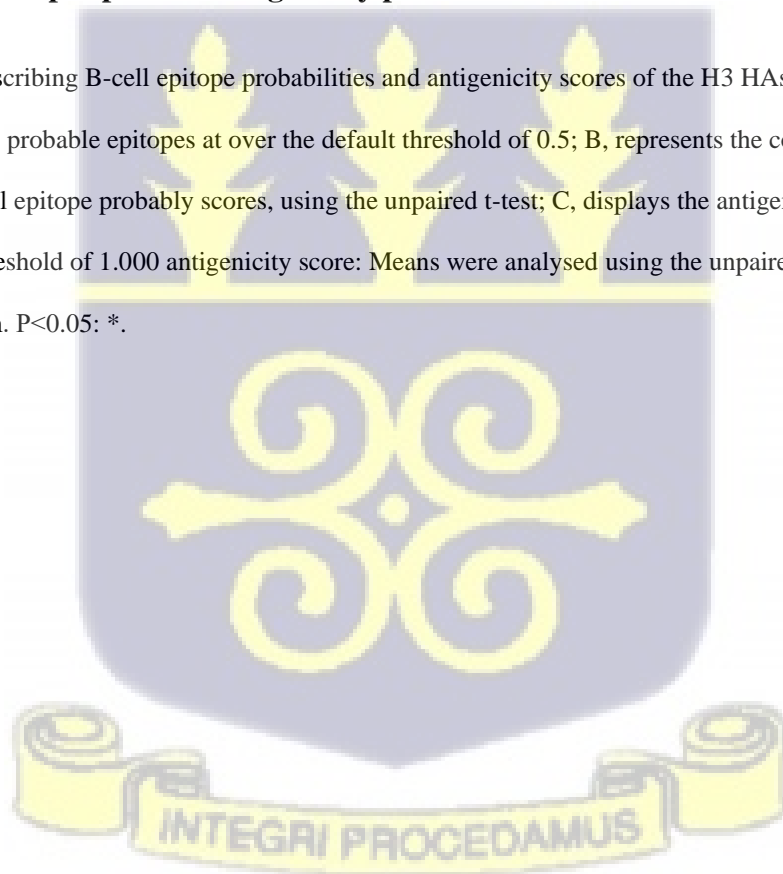 scribing B-cell epitope probabilities and antigenicity scores of the H3 HAs
probable epitopes at over the default threshold of 0.5; B, represents the c
l epitope probably scores, using the unpaired t-test; C, displays the antige
eshold of 1.000 antigenicity score: Means were analysed using the unpaire
. P<0.05: *.
INTEGRI PROCEDAMUS